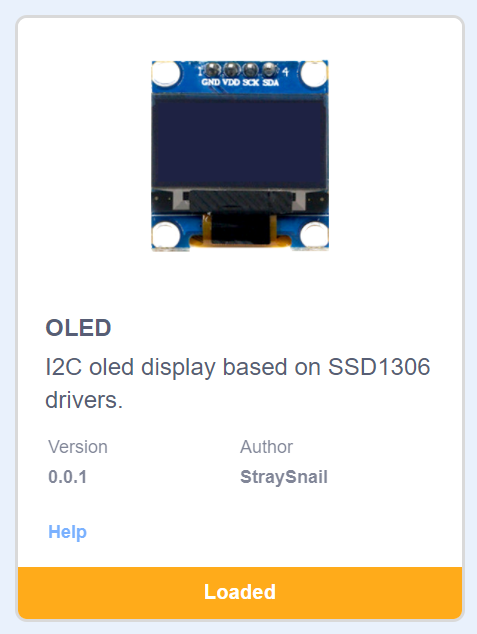 1 4
GND VDD SCK SDA
OLED
I2C oled display based on SSD1306
drivers.
Version Author
0.0.1 StraySnail
Help
Loaded